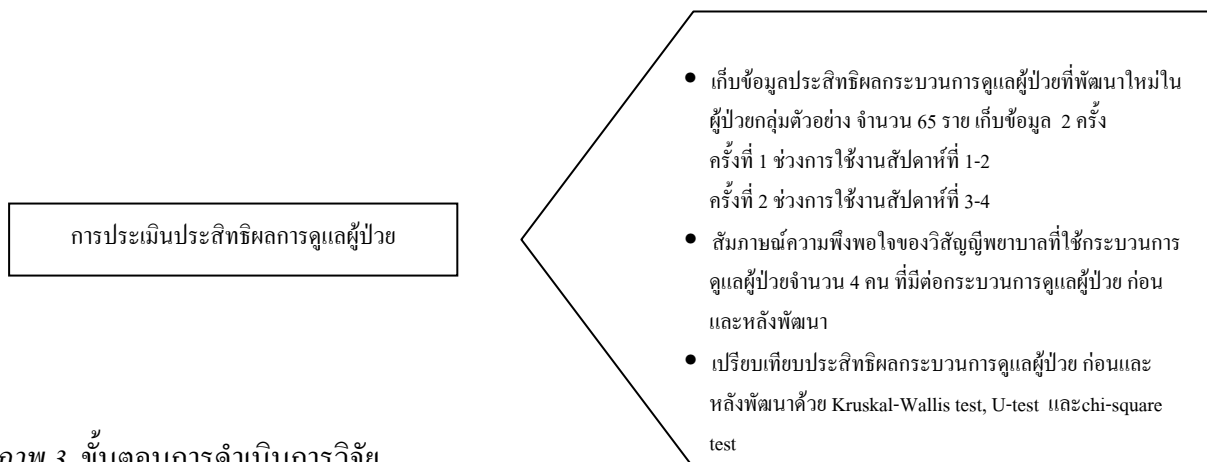 การประเมินประสิทธิผลการดูแลผู้ป่วย
● เก็บข้อมูลประสิทธิผลกระบวนการดูแลผู้ป่วยที่พัฒนาใหม่ใน
ผู้ป่วยกลุ่มตัวอย่าง จำนวน 65 ราย เก็บข้อมูล 2 ครั้ง
ครั้งที่ 1 ช่วงการใช้งานสัปดาห์ที่ 1-2
ครั้งที่ 2 ช่วงการใช้งานสัปดาห์ที่ 3-4
● สัมภาษณ์ความพึงพอใจของวิสัญญีพยาบาลที่ใช้กระบวนการ
ดูแลผู้ป่วยจำนวน 4 คน ที่มีต่อกระบวนการดูแลผู้ป่วย ก่อน
และหลังพัฒนา
● เปรียบเทียบประสิทธิผลกระบวนการดูแลผู้ป่วย ก่อนและ
หลังพัฒนาด้วย Kruskal-Wallis test, U-test และchi-square
test
ภาพ 3 ขั้นตอนการดำเนินการวิจัย